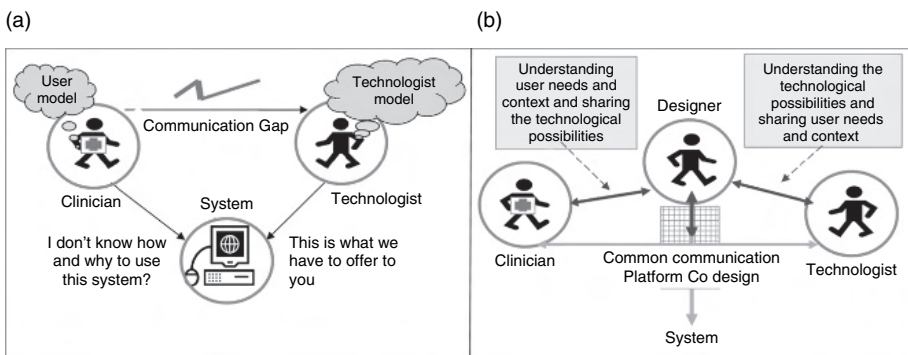 (a)
User
model
Technologist
model
Communication Gap
Clinician
Technologist
System
I don't know how
and why to use
this system?
This is what we
have to offer to
you
(b)
Understanding
user needs and
context and sharing
the technological
possibilities
Designer
Understanding the
technological
possibilities and
sharing user needs
and context
Clinician
Common communication
Platform Co design
Technologist
System